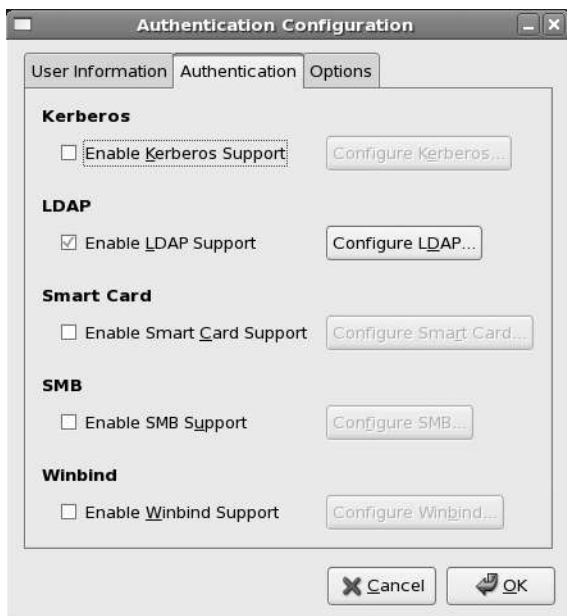 Authentication Configuration
User Information Authentication Options
Kerberos
Enable Kerberos Support Configure Kerberos...
LDAP
Enable LDAP Support Configure LDAP...
Smart Card
Enable Smart Card Support Configure Smart Card...
SMB
Enable SMB Support Configure SMB...
Winbind
Enable Winbind Support Configure Winbind...
Cancel OK